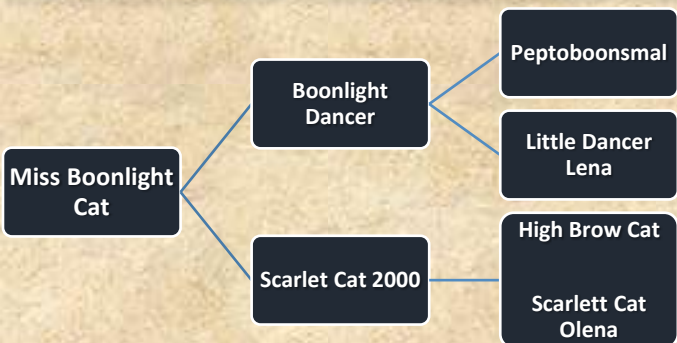 Miss Boonlight
Cat
Boonlight
Dancer
Peptoboonsmal
Little Dancer
Lena
Scarlet Cat 2000
High Brow Cat
Scarlett Cat
Olena